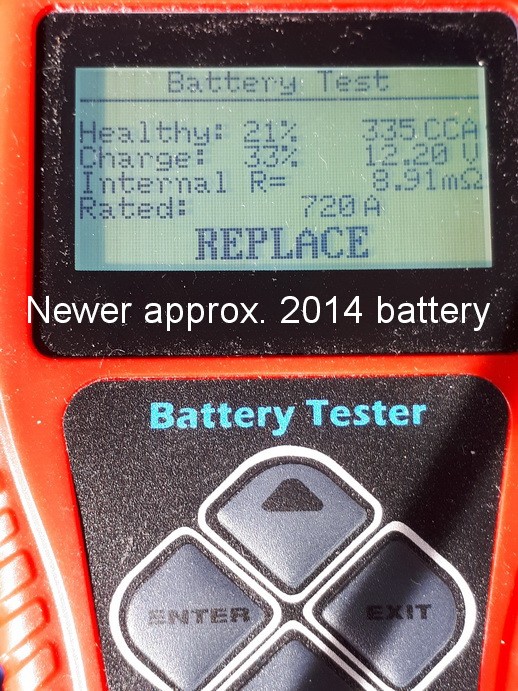 Battery Test
Healthy: 21% 335 CCA
Charge: 33% 12.20 V
Internal R= 8.91mΩ
Rated: 720 A
REPLACE
Newer approx. 2014 battery
Battery Tester
ENTER
EXIT